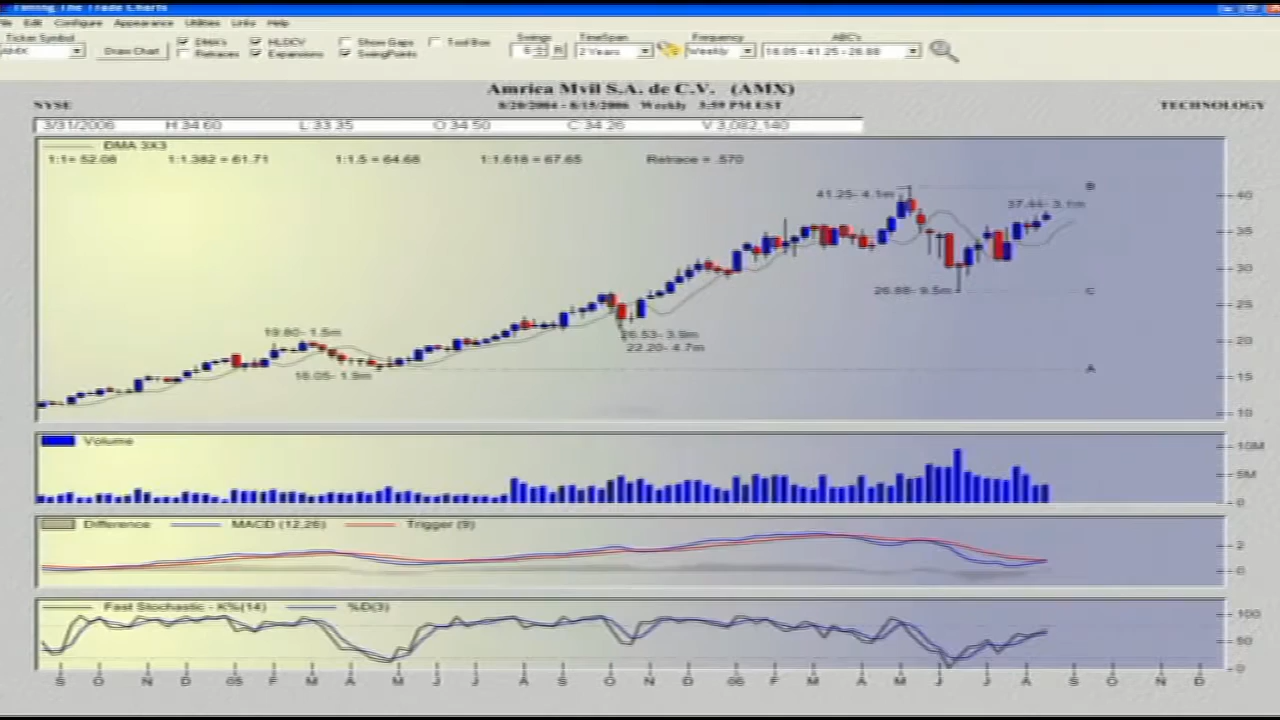 Timing The Trade Charts
File Edit Configure Appearance Utilities Links Help
Ticker Symbol DMA's HLDCV Show Gaps Tool Box Swings TimeSpan Frequency ABC's
AMX Draw Chart Retraces Expansions SwingPoints 6 R 2 Years Weekly 16.05 - 41.25 - 26.88
Amrica Mvil S.A. de C.V. (AMX)
NYSE 8/20/2004 - 8/15/2006 Weekly 3:59 PM EST TECHNOLOGY
3/31/2006 H 34.60 L 33.35 O 34.50 C 34.26 V 3,082,140
DMA 3X3
1:1= 52.08 1:1.382 = 61.71 1:1.5 = 64.68 1:1.618 = 67.65 Retrace = .570
41.25- 4.1m B 40
37.44- 3.1m
35
30
26.88- 9.5m C
25
19.80- 1.5m 26.53- 3.9m 20
22.20- 4.7m
16.05- 1.9m A 15
10
Volume 10M
5M
0
Difference MACD (12,26) Trigger (9)
2
0
Fast Stochastic - K%(14) %D(3) 100
50
0
S O N D 05 F M A M J J A S O N D 06 F M A M J J A S O N D